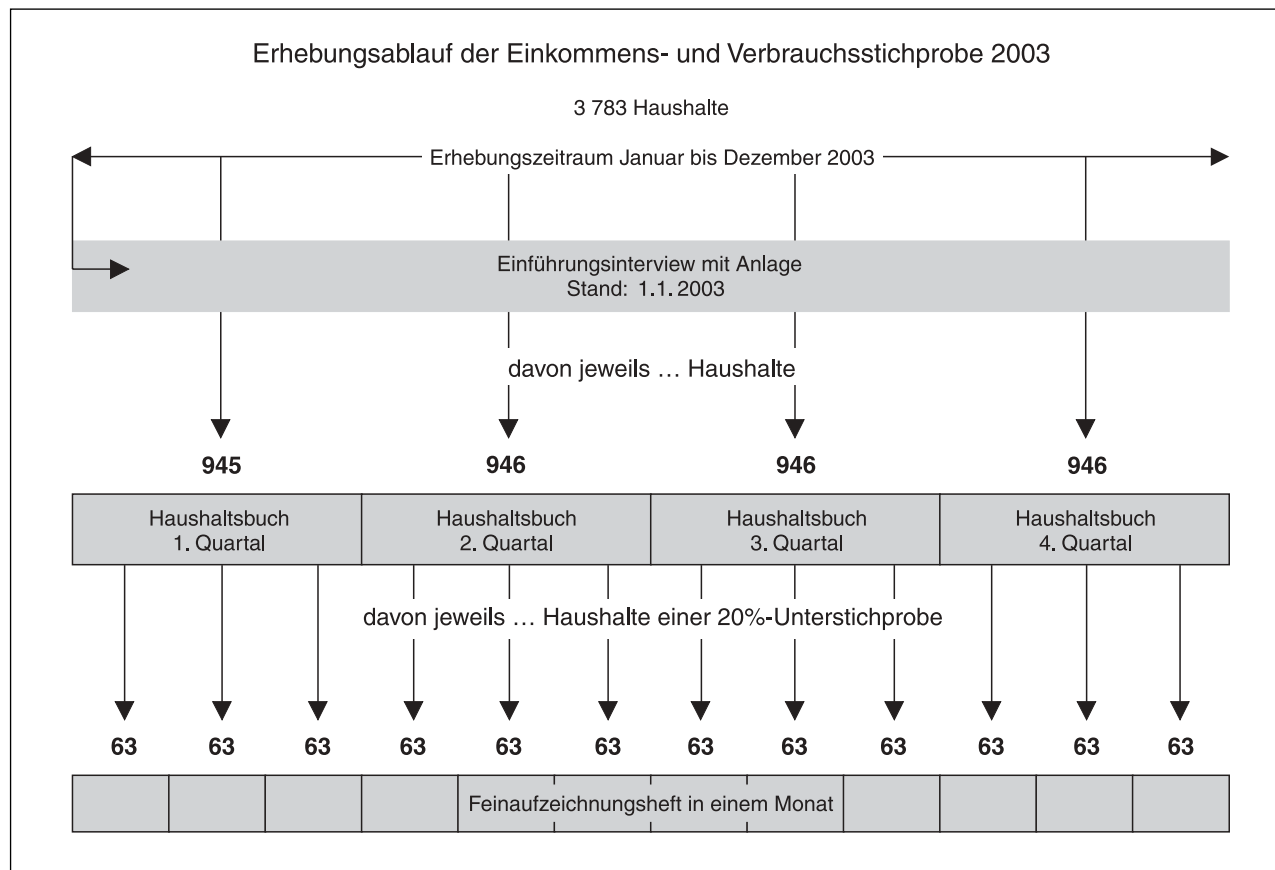 Erhebungsablauf der Einkommens- und Verbrauchsstichprobe 2003
3 783 Haushalte
Erhebungszeitraum Januar bis Dezember 2003
Einführungsinterview mit Anlage
Stand: 1.1.2003
davon jeweils … Haushalte
945 946 946 946
Haushaltsbuch Haushaltsbuch Haushaltsbuch Haushaltsbuch
1. Quartal 2. Quartal 3. Quartal 4. Quartal
davon jeweils … Haushalte einer 20%-Unterstichprobe
63 63 63 63 63 63 63 63 63 63 63 63
Feinaufzeichnungsheft in einem Monat